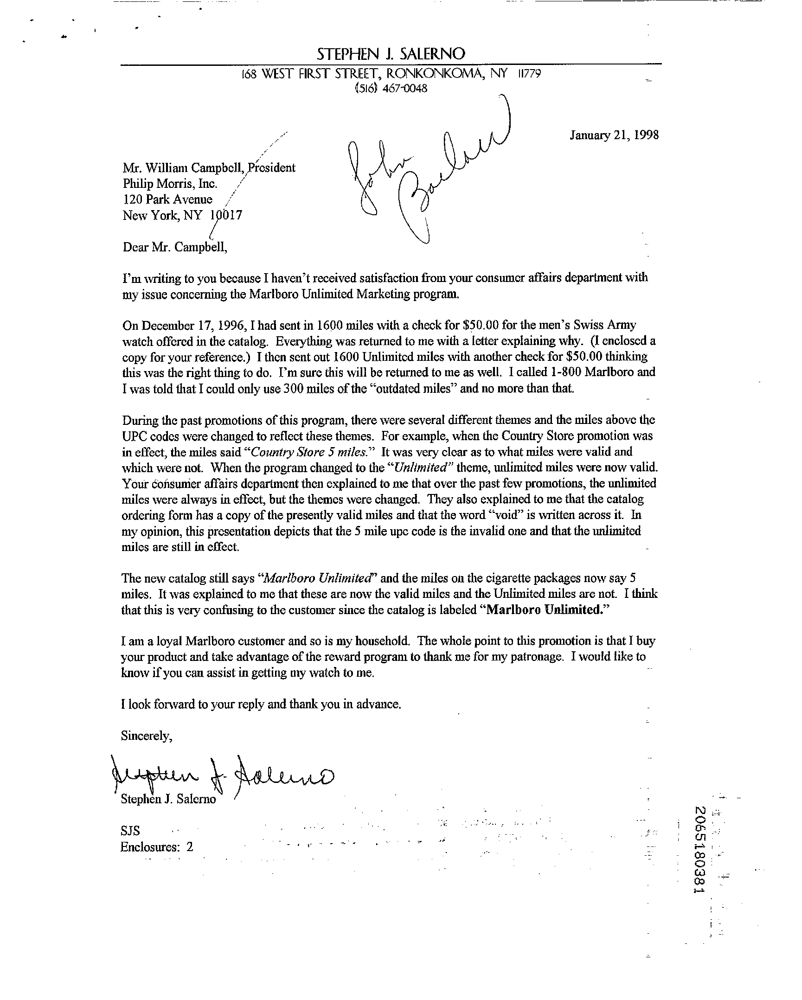 STEPHEN J. SALERNO
168 WEST FIRST STREET, RONKONKOMA, NY 11779
(516) 467-0048
January 21, 1998
John
Mr. William Campbell, President
Philip Morris, Inc.
120 Park Avenue
New York, NY 10017
Dear Mr. Campbell,
I'm writing to you because I haven't received satisfaction from your consumer affairs department with
my issue concerning the Marlboro Unlimited Marketing program.
On December 17, 1996, I had sent in 1600 miles with a check for $50.00 for the men's Swiss Army
watch offered in the catalog. Everything was returned to me with a letter explaining why. (I enclosed a
copy for your reference.) I then sent out 1600 Unlimited miles with another check for $50.00 thinking
this was the right thing to do. I'm sure this will be returned to me as well. I called 1-800 Marlboro and
I was told that I could only use 300 miles of the "outdated miles" and no more than that.
During the past promotions of this program, there were several different themes and the miles above the
UPC codes were changed to reflect these themes. For example, when the Country Store promotion was
in effect, the miles said "Country Store 5 miles." It was very clear as to what miles were valid and
which were not. When the program changed to the "Unlimited" theme, unlimited miles were now valid.
Your consumer affairs department then explained to me that over the past few promotions, the unlimited
miles were always in effect, but the themes were changed. They also explained to me that the catalog
ordering form has a copy of the presently valid miles and that the word "void" is written across it. In
my opinion, this presentation depicts that the 5 mile upc code is the invalid one and that the unlimited
miles are still in effect.
The new catalog still says "Marlboro Unlimited" and the miles on the cigarette packages now say 5
miles. It was explained to me that these are now the valid miles and the Unlimited miles are not. I think
that this is very confusing to the customer since the catalog is labeled "Marlboro Unlimited."
I am a loyal Marlboro customer and so is my household. The whole point to this promotion is that I buy
your product and take advantage of the reward program to thank me for my patronage. I would like to
know if you can assist in getting my watch to me.
I look forward to your reply and thank you in advance.
Sincerely,
Stephen J. Salerno
Stephen J. Salerno
SJS
Enclosures: 2
2065180381